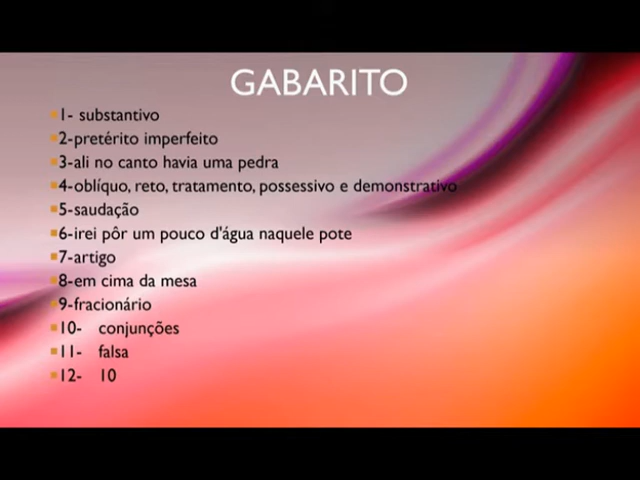 GABARITO
1- substantivo
2-pretérito imperfeito
3-ali no canto havia uma pedra
4-oblíquo, reto, tratamento, possessivo e demonstrativo
5-saudação
6-irei pôr um pouco d'água naquele pote
7-artigo
8-em cima da mesa
9-fracionário
10- conjunções
11- falsa
12- 10